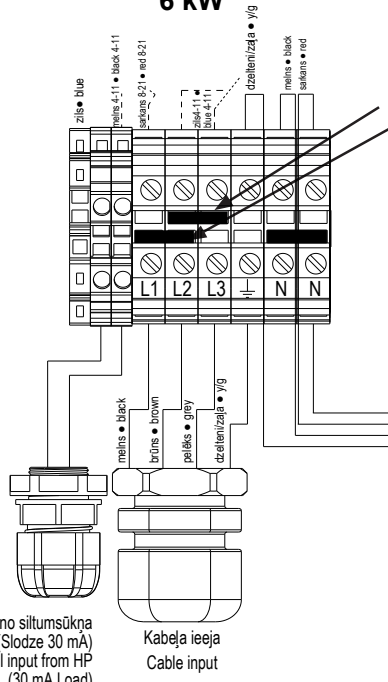 6 kW
zils● blue
melns 4-11 ● black 4-11
sarkans 8-21 ● red 8-21
zils4-11 ●
blue 4-11
dzelteni/zaļa ● y/g
melns ● black
sarkans ● red
L1 L2 L3 N N
melns ● black
brūns ● brown
pelēks ● grey
dzelteni/zaļa ● y/g
no siltumsūkņa
(Slodze 30 mA)
l input from HP
(30 mA Load)
Kabeļa ieeja
Cable input